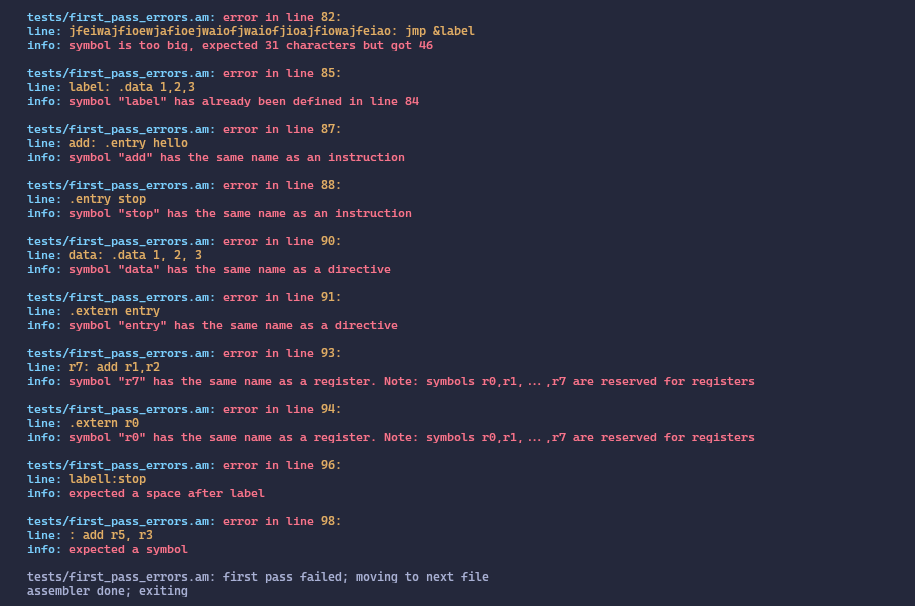 tests/first_pass_errors.am: error in line 82:
line: jfeiwajfioewjafioejwaiofjwaiofjioajfiowajfeiao: jmp &label
info: symbol is too big, expected 31 characters but got 46
tests/first_pass_errors.am: error in line 85:
line: label: .data 1,2,3
info: symbol "label" has already been defined in line 84
tests/first_pass_errors.am: error in line 87:
line: add: .entry hello
info: symbol "add" has the same name as an instruction
tests/first_pass_errors.am: error in line 88:
line: .entry stop
info: symbol "stop" has the same name as an instruction
tests/first_pass_errors.am: error in line 90:
line: data: .data 1, 2, 3
info: symbol "data" has the same name as a directive
tests/first_pass_errors.am: error in line 91:
line: .extern entry
info: symbol "entry" has the same name as a directive
tests/first_pass_errors.am: error in line 93:
line: r7: add r1,r2
info: symbol "r7" has the same name as a register. Note: symbols r0,r1,...,r7 are reserved for registers
tests/first_pass_errors.am: error in line 94:
line: .extern r0
info: symbol "r0" has the same name as a register. Note: symbols r0,r1,...,r7 are reserved for registers
tests/first_pass_errors.am: error in line 96:
line: labell:stop
info: expected a space after label
tests/first_pass_errors.am: error in line 98:
line: : add r5, r3
info: expected a symbol
tests/first_pass_errors.am: first pass failed; moving to next file
assembler done; exiting